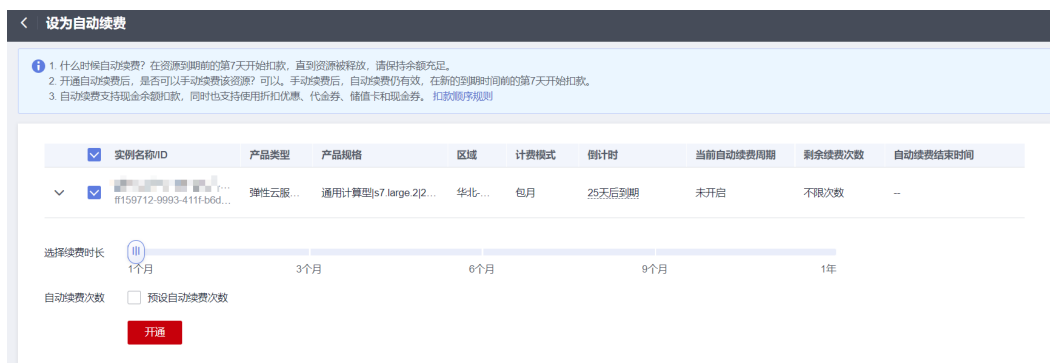 设为自动续费
1. 什么时候自动续费？在资源到期前的第7天开始扣款，直到资源被释放，请保持余额充足。
2. 开通自动续费后，是否可以手动续费该资源？可以。手动续费后，自动续费仍有效，在新的到期时间前的第7天开始扣款。
3. 自动续费支持现金余额扣款，同时也支持使用折扣优惠、代金券、储值卡和现金券。 扣款顺序规则
实例名称/ID 产品类型 产品规格 区域 计费模式 倒计时 当前自动续费周期 剩余续费次数 自动续费结束时间
ff159712-9993-411f-b6d... 弹性云服... 通用计算型|s7.large.2|2... 华北-... 包月 25天后到期 未开启 不限次数 --
选择续费时长
1个月 3个月 6个月 9个月 1年
自动续费次数 预设自动续费次数
开通